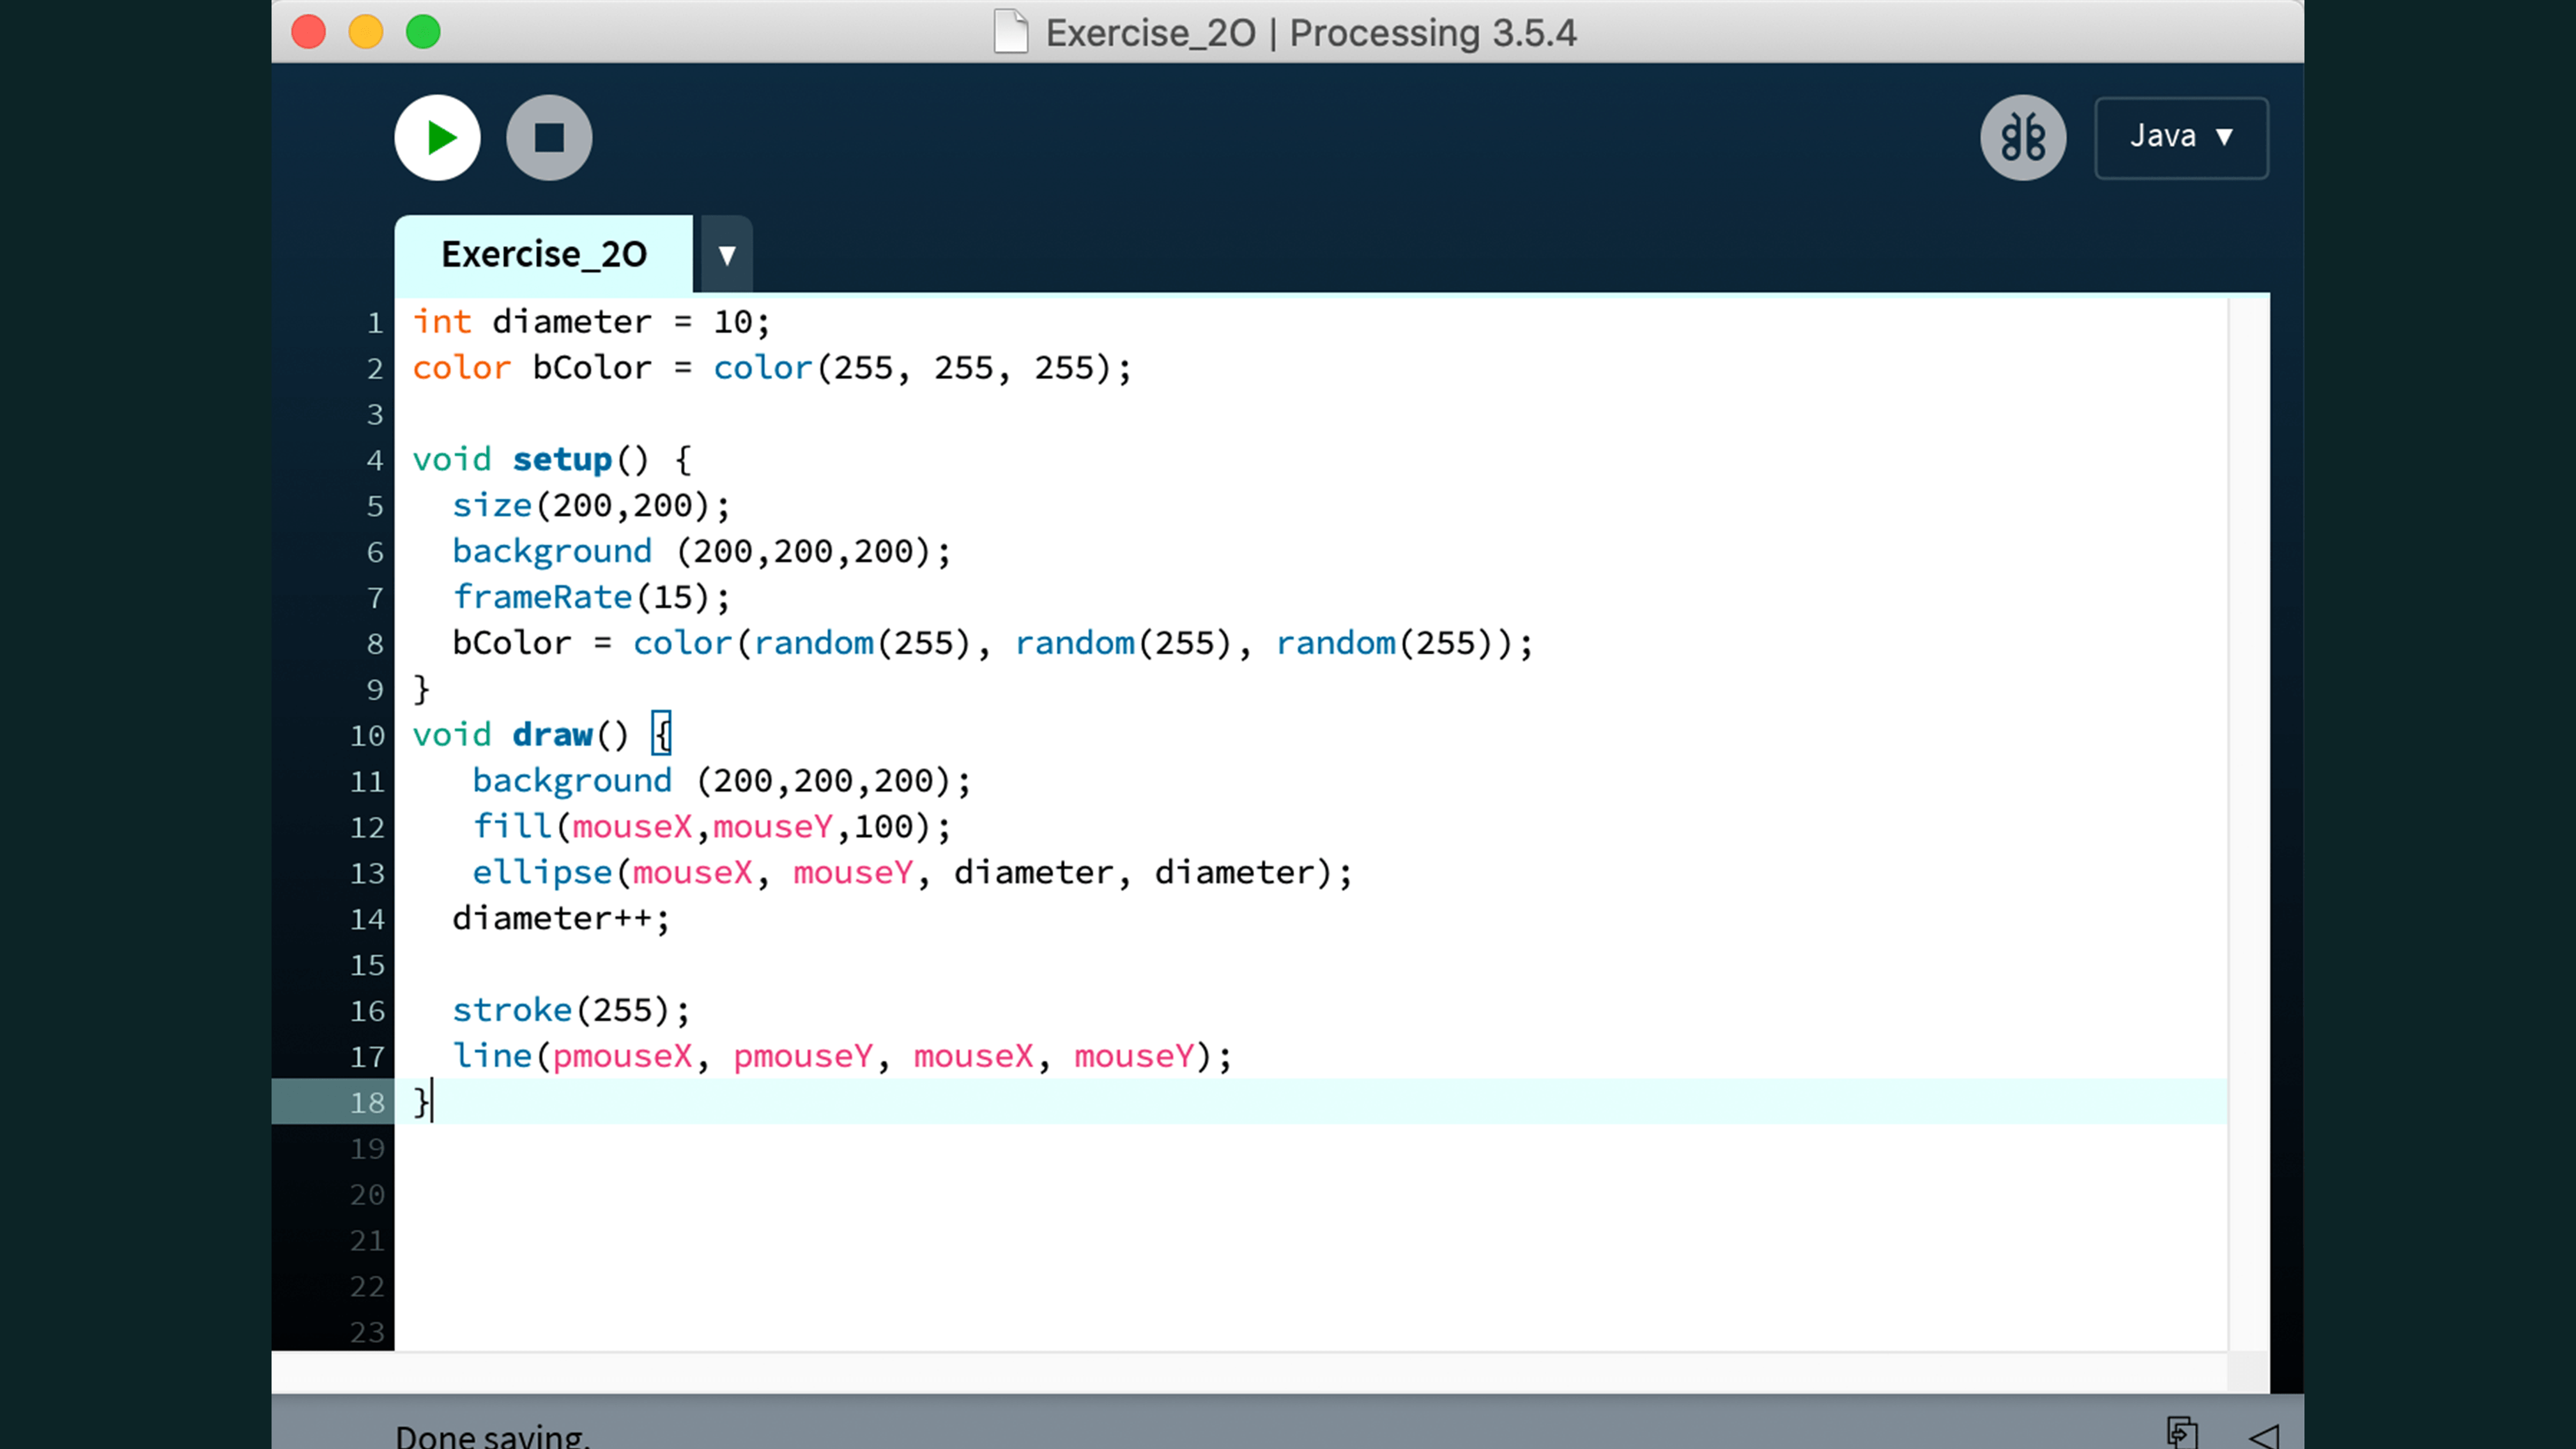 Exercise_2O | Processing 3.5.4
Java ▼
Exercise_2O ▼
1 int diameter = 10;
2 color bColor = color(255, 255, 255);
3
4 void setup() {
5 size(200,200);
6 background (200,200,200);
7 frameRate(15);
8 bColor = color(random(255), random(255), random(255));
9 }
10 void draw() {
11 background (200,200,200);
12 fill(mouseX,mouseY,100);
13 ellipse(mouseX, mouseY, diameter, diameter);
14 diameter++;
15
16 stroke(255);
17 line(pmouseX, pmouseY, mouseX, mouseY);
18 }
19
20
21
22
23
Done saving.